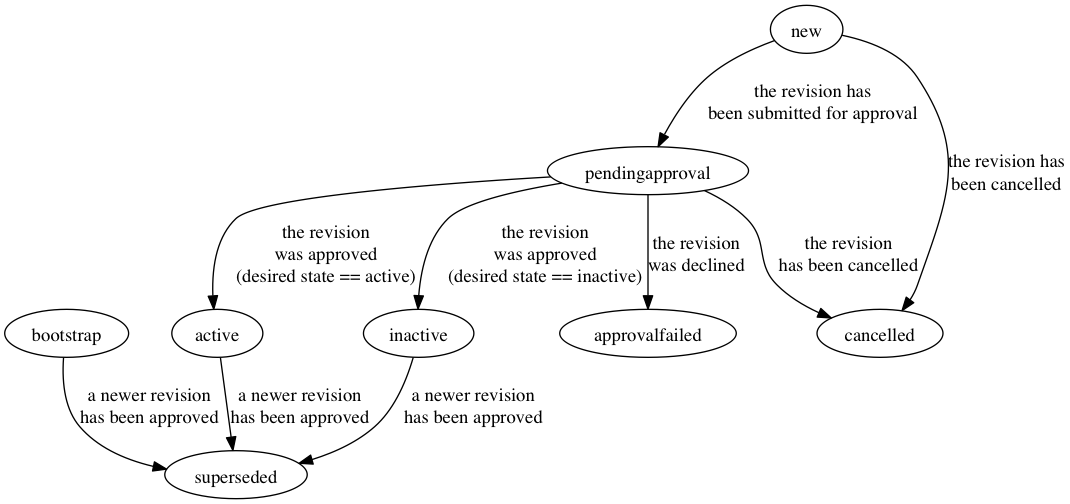 new
the revision has
been submitted for approval
the revision has
been cancelled
pendingapproval
the revision
was approved
(desired state == active)
the revision
was approved
(desired state == inactive)
the revision
was declined
the revision
has been cancelled
bootstrap
active
inactive
approvalfailed
cancelled
a newer revision
has been approved
a newer revision
has been approved
a newer revision
has been approved
superseded